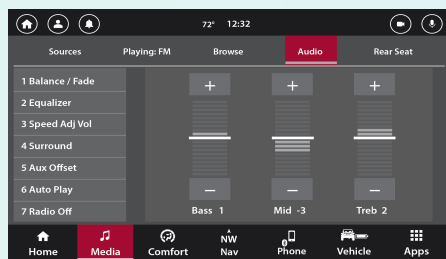 72° 12:32
Sources Playing: FM Browse Audio Rear Seat
1 Balance / Fade
2 Equalizer
3 Speed Adj Vol
4 Surround
5 Aux Offset
6 Auto Play
7 Radio Off
+ + +
− − −
Bass 1 Mid -3 Treb 2
NW
Home Media Comfort Nav Phone Vehicle Apps